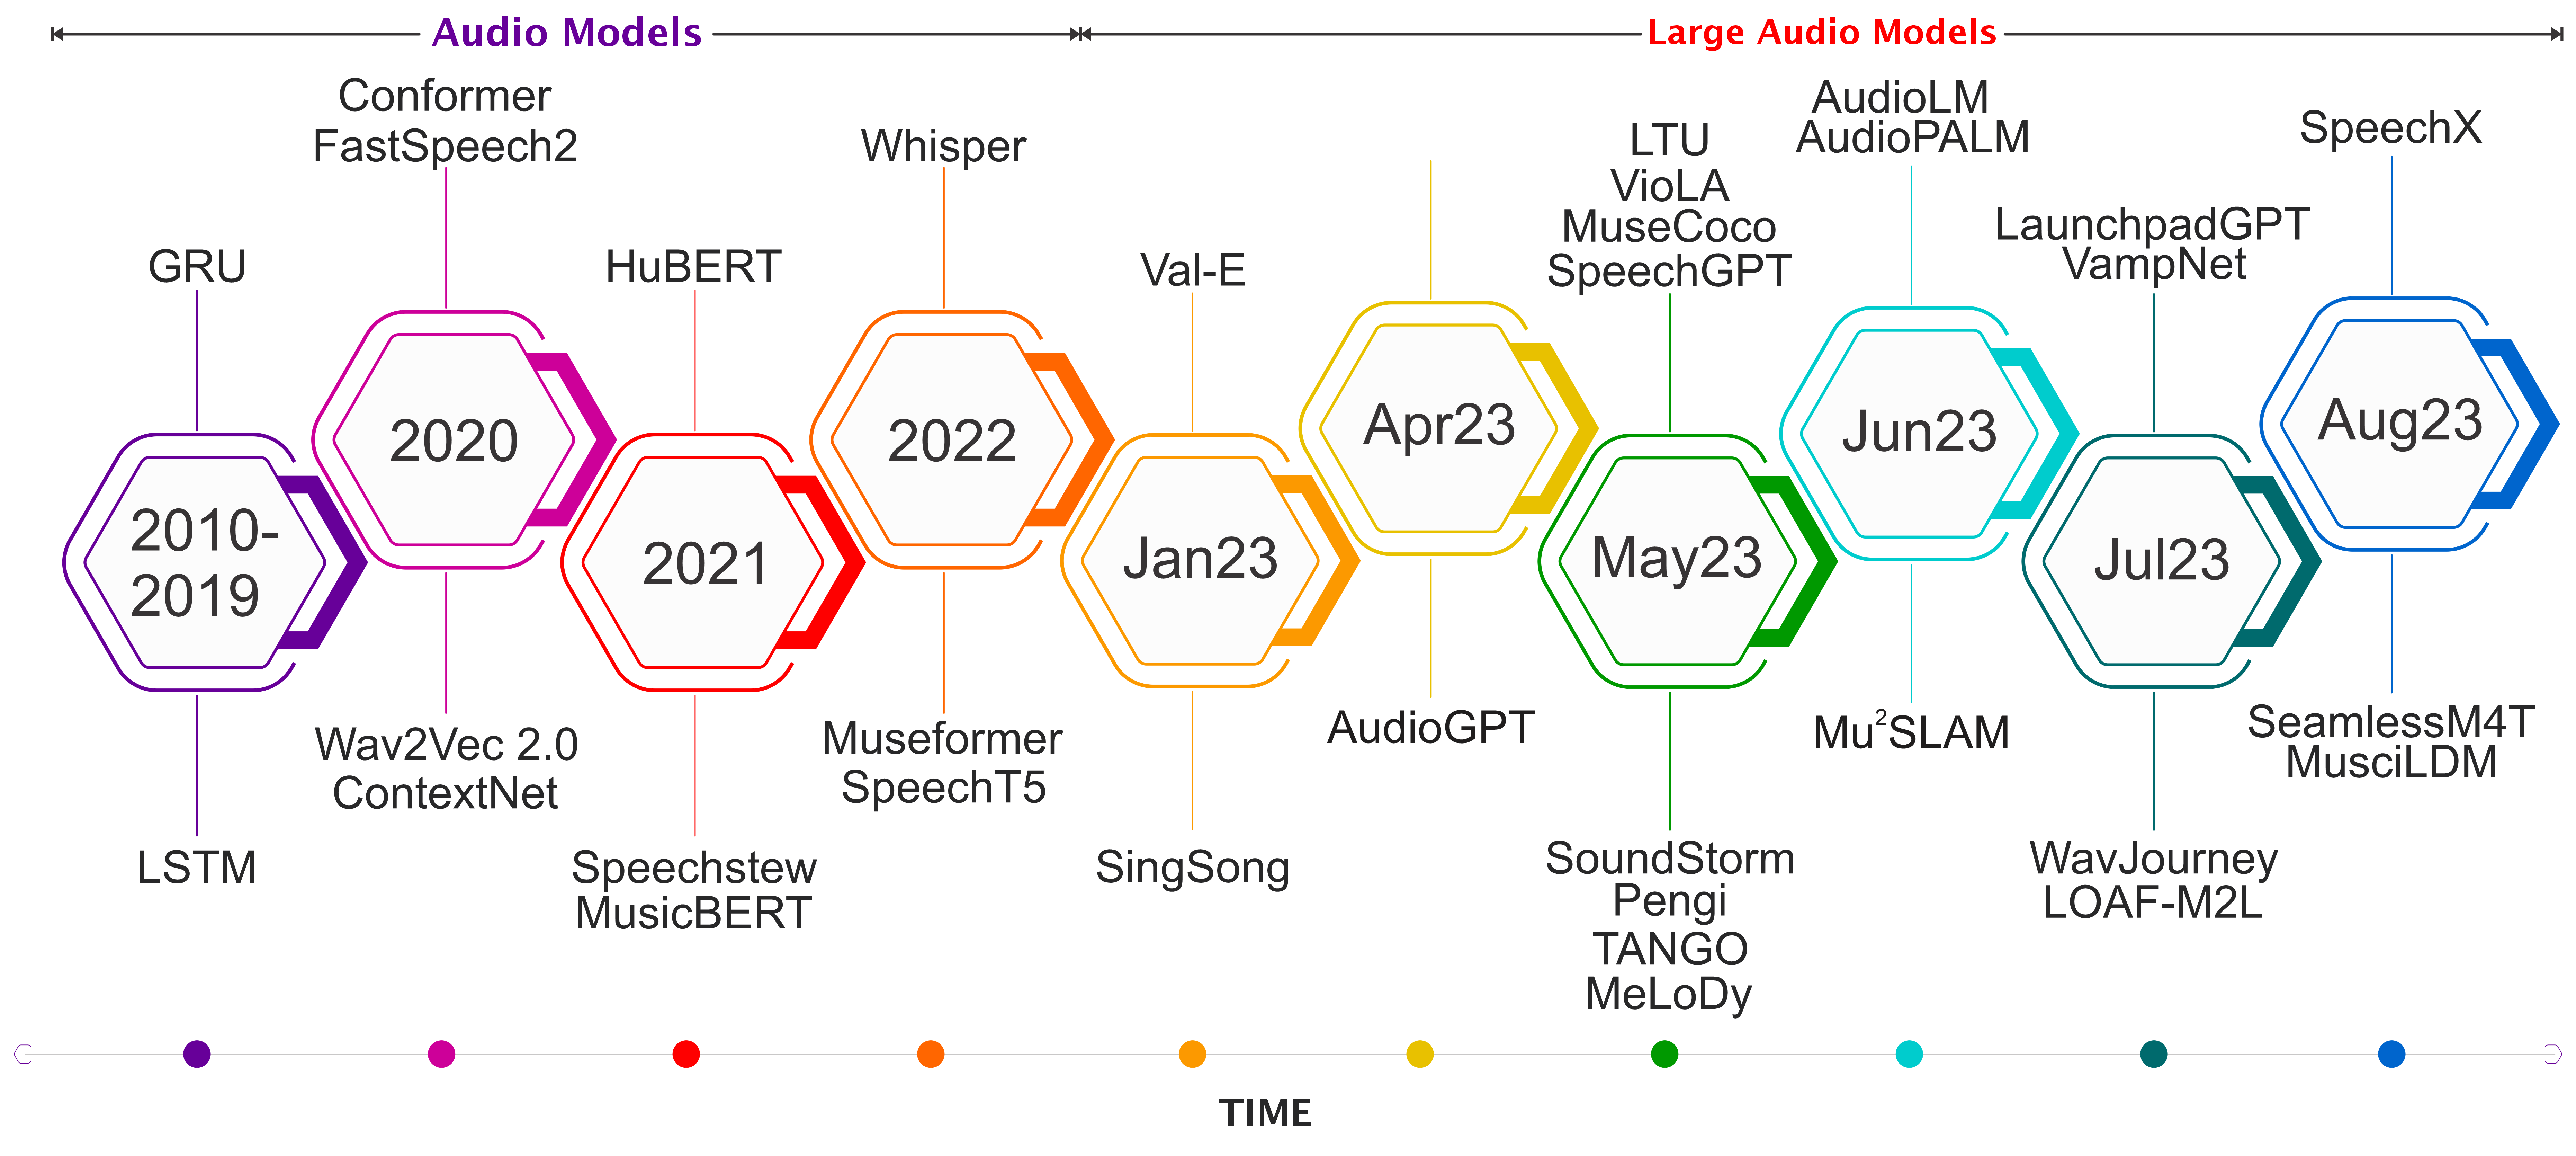 Audio Models
Large Audio Models
Conformer
FastSpeech2
GRU
HuBERT
Whisper
Val-E
LTU
VioLA
MuseCoco
SpeechGPT
AudioLM
AudioPALM
LaunchpadGPT
VampNet
SpeechX
2010-
2019
2020
2021
2022
Jan23
Apr23
May23
Jun23
Jul23
Aug23
LSTM
Wav2Vec 2.0
ContextNet
Speechstew
MusicBERT
Museformer
SpeechT5
SingSong
AudioGPT
SoundStorm
Pengi
TANGO
MeLoDy
Mu²SLAM
WavJourney
LOAF-M2L
SeamlessM4T
MusciLDM
TIME